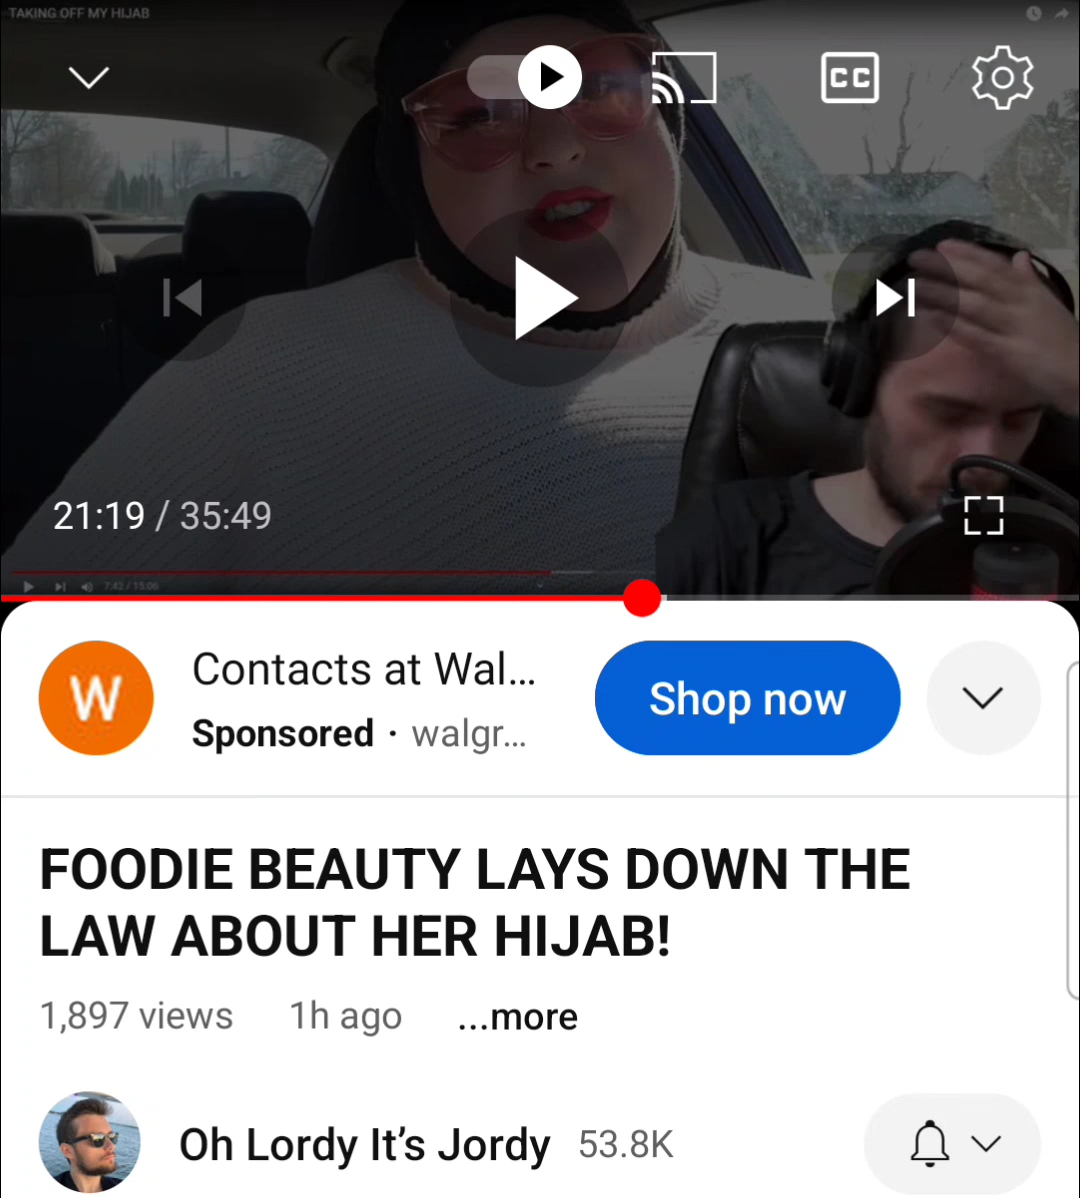 TAKING OFF MY HIJAB
CC
21:19 / 35:49
7:42 / 15:06
W
Contacts at Wal...
Sponsored · walgr...
Shop now
FOODIE BEAUTY LAYS DOWN THE
LAW ABOUT HER HIJAB!
1,897 views 1h ago ...more
Oh Lordy It's Jordy 53.8K